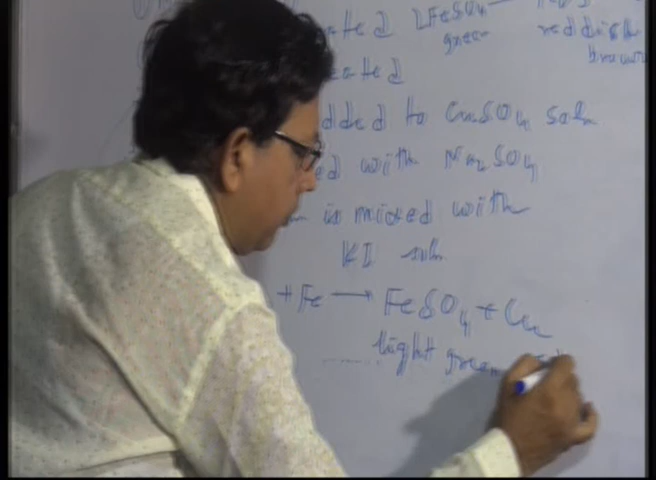 ated 2FeSO4
green reddish
brown
ated
dded to CuSO4 soln
ed with Na2SO4
is mixed with
KI soln
+ Fe → FeSO4 + Cu
light green